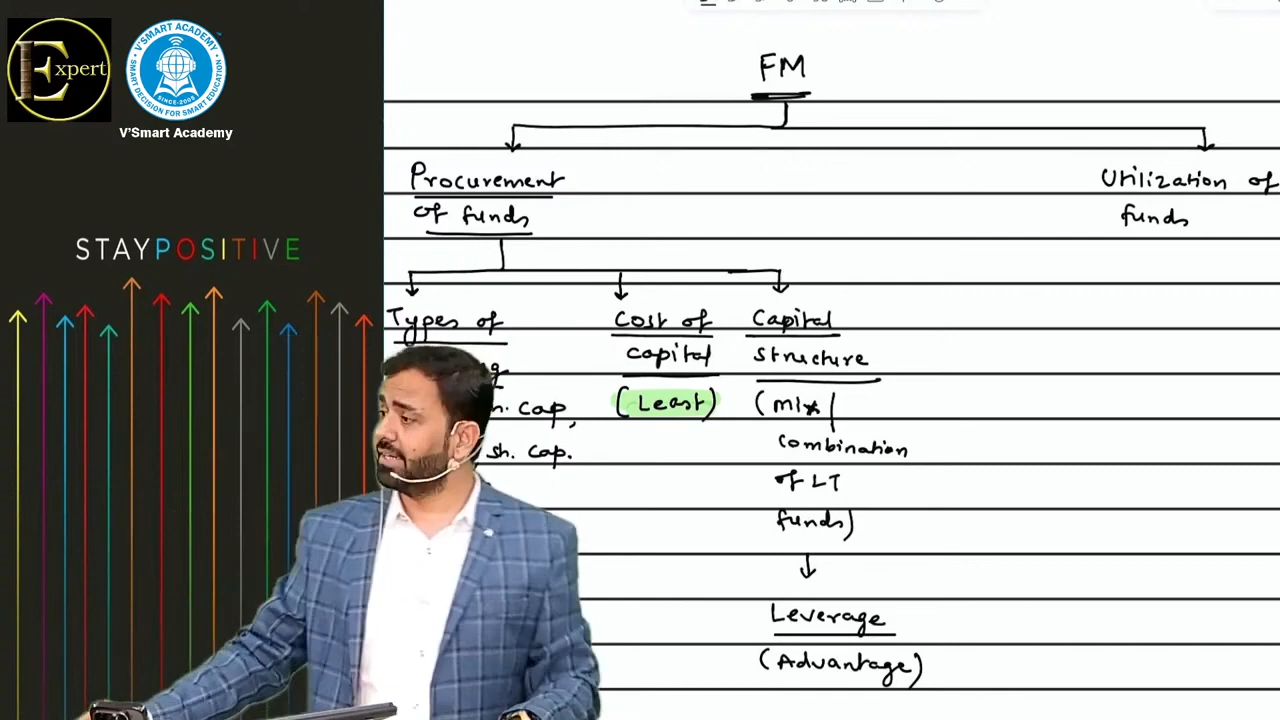 Expert
V'SMART ACADEMY
SMART DECISION FOR SMART EDUCATION
SINCE-2005
V'Smart Academy
STAYPOSITIVE
FM
Procurement
of funds
Utilization of
funds
Types of
Cost of
capital
(Least)
Capital
structure
(mix/
combination
of LT
funds)
cap,
sh. cap.
Leverage
(Advantage)